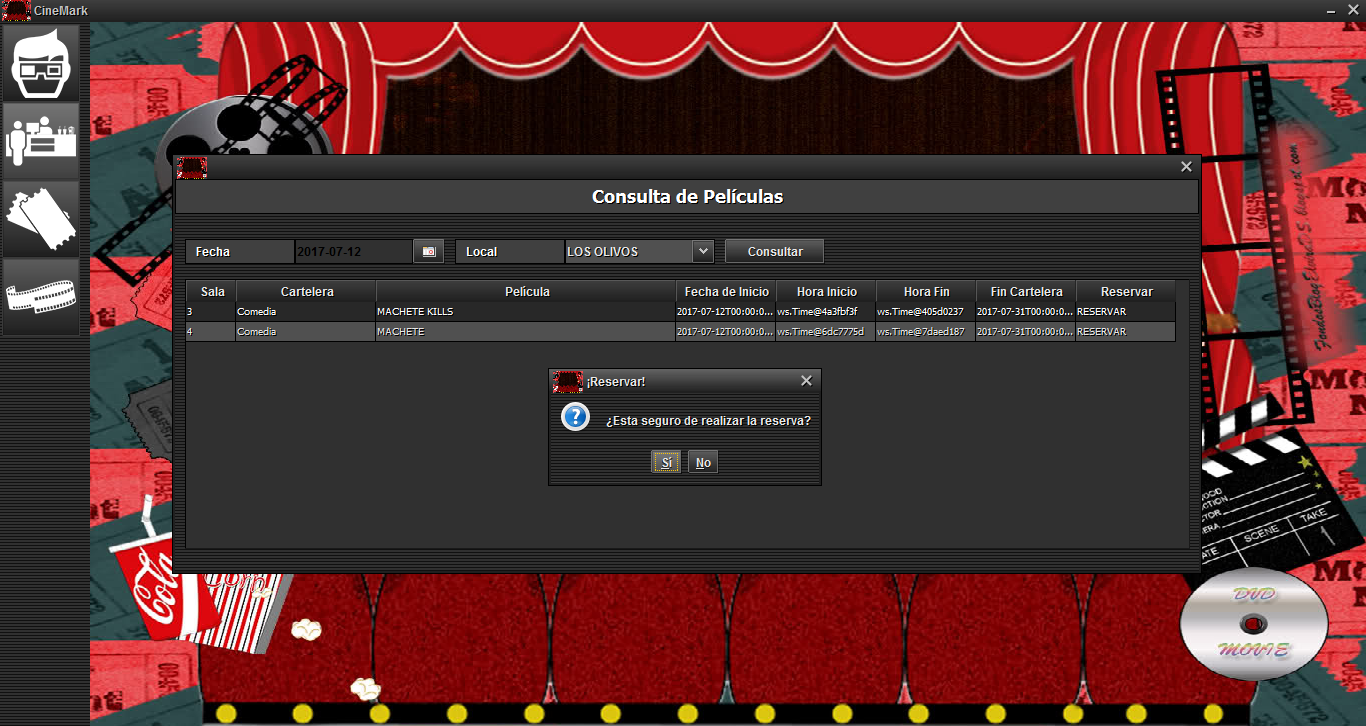 CineMark
Consulta de Películas
Fecha 2017-07-12 Local LOS OLIVOS Consultar
Sala Cartelera Película Fecha de Inicio Hora Inicio Hora Fin Fin Cartelera Reservar
3 Comedia MACHETE KILLS 2017-07-12T00:00:0... ws.Time@4a3fbf3f ws.Time@405d0237 2017-07-31T00:00:0... RESERVAR
4 Comedia MACHETE 2017-07-12T00:00:0... ws.Time@6dc7775d ws.Time@7daed187 2017-07-31T00:00:0... RESERVAR
¡Reservar!
¿Esta seguro de realizar la reserva?
Sí No
Cola
SCENE TAKE
1
DVD
MOVIE